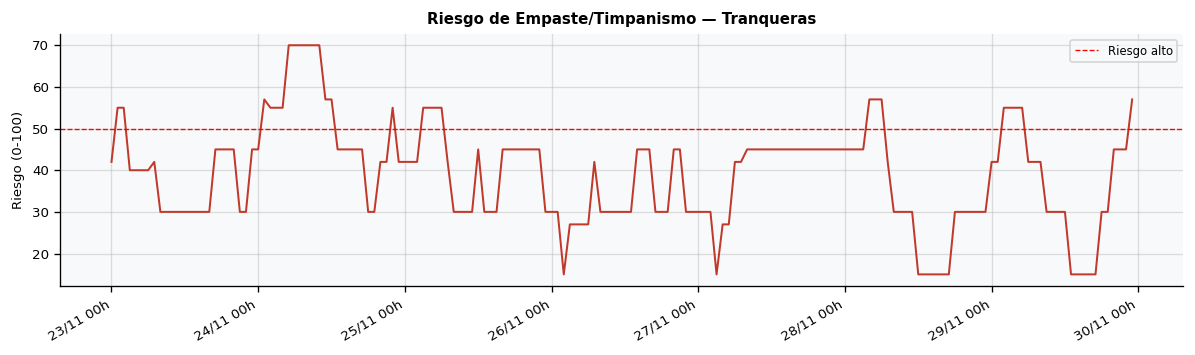 Riesgo de Empaste/Timpanismo — Tranqueras
Riesgo alto
Riesgo (0-100)
70
60
50
40
30
20
23/11 00h
24/11 00h
25/11 00h
26/11 00h
27/11 00h
28/11 00h
29/11 00h
30/11 00h